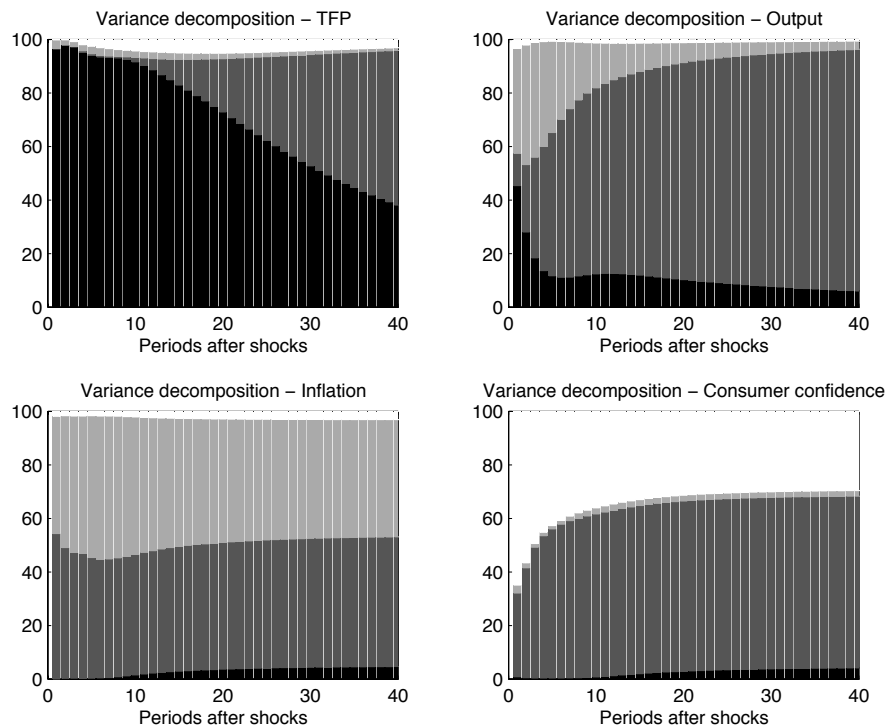 Variance decomposition – TFP
100
80
60
40
20
0
0 10 20 30 40
Periods after shocks
Variance decomposition – Output
100
80
60
40
20
0
0 10 20 30 40
Periods after shocks
Variance decomposition – Inflation
100
80
60
40
20
0
0 10 20 30 40
Periods after shocks
Variance decomposition – Consumer confidence
100
80
60
40
20
0
0 10 20 30 40
Periods after shocks